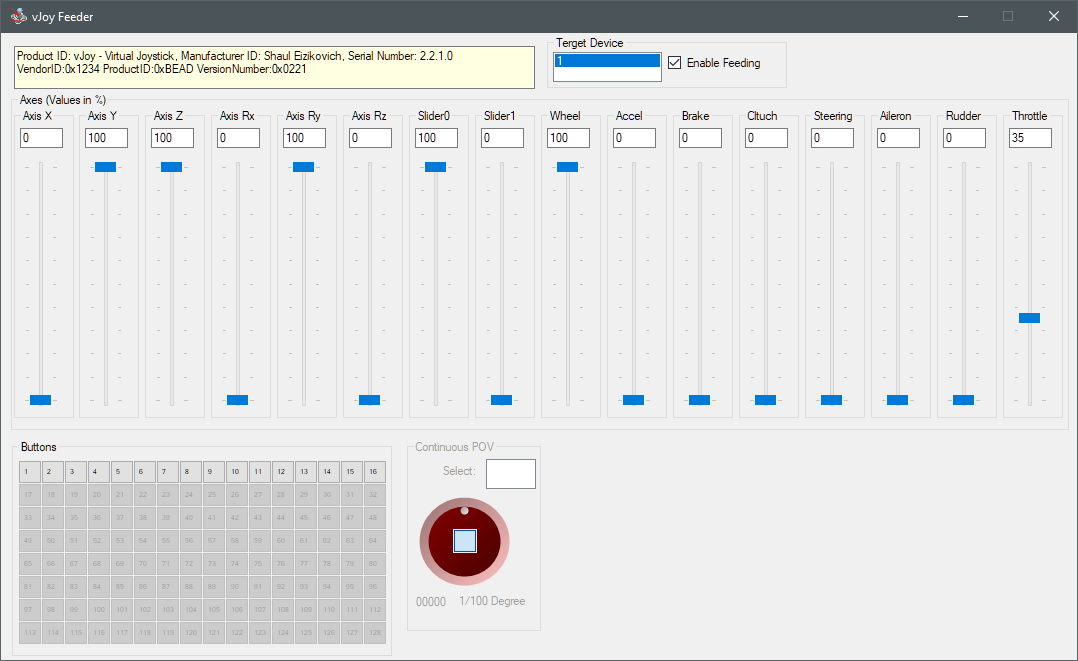 vJoy Feeder
Product ID: vJoy - Virtual Joystick, Manufacturer ID: Shaul Eizikovich, Serial Number: 2.2.1.0
VendorID:0x1234 ProductID:0xBEAD VersionNumber:0x0221
Terget Device
1
Enable Feeding
Axes (Values in %)
Axis X Axis Y Axis Z Axis Rx Axis Ry Axis Rz Slider0 Slider1 Wheel Accel Brake Cltuch Steering Aileron Rudder Throttle
0 100 100 0 100 0 100 0 100 0 0 0 0 0 0 35
Buttons
1 2 3 4 5 6 7 8 9 10 11 12 13 14 15 16
17 18 19 20 21 22 23 24 25 26 27 28 29 30 31 32
33 34 35 36 37 38 39 40 41 42 43 44 45 46 47 48
49 50 51 52 53 54 55 56 57 58 59 60 61 62 63 64
65 66 67 68 69 70 71 72 73 74 75 76 77 78 79 80
81 82 83 84 85 86 87 88 89 90 91 92 93 94 95 96
97 98 99 100 101 102 103 104 105 106 107 108 109 110 111 112
113 114 115 116 117 118 119 120 121 122 123 124 125 126 127 128
Continuous POV
Select:
00000 1/100 Degree